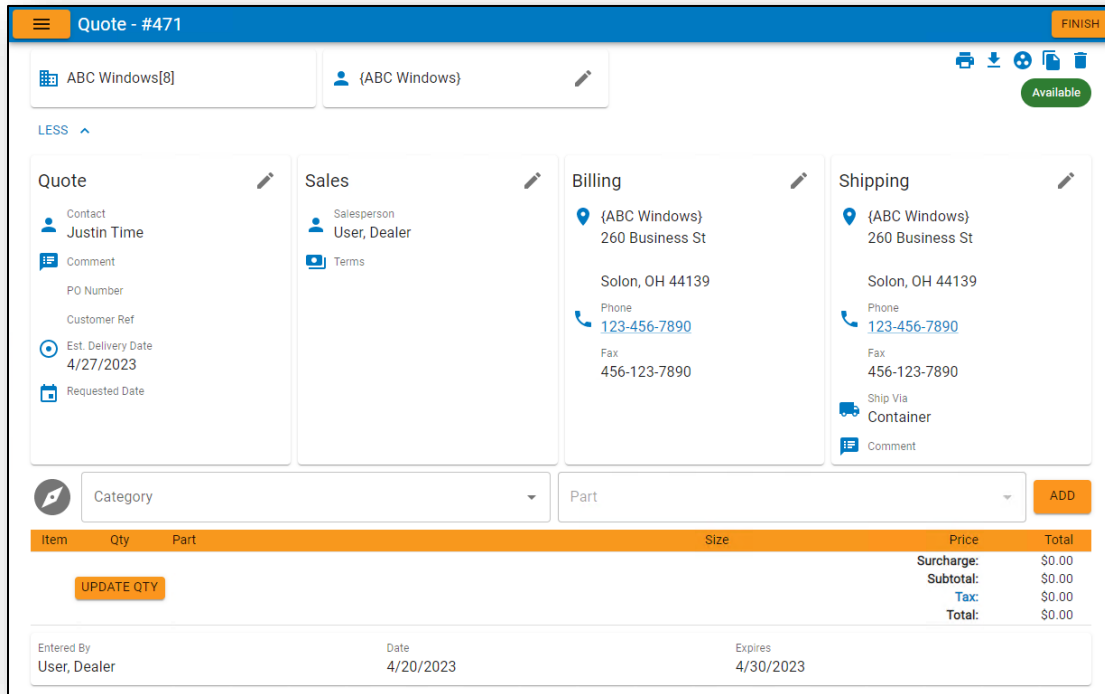 Quote - #471
FINISH
ABC Windows[8]
{ABC Windows}
Available
LESS
Quote
Contact
Justin Time
Comment
PO Number
Customer Ref
Est. Delivery Date
4/27/2023
Requested Date
Sales
Salesperson
User, Dealer
Terms
Billing
{ABC Windows}
260 Business St
Solon, OH 44139
Phone
123-456-7890
Fax
456-123-7890
Shipping
{ABC Windows}
260 Business St
Solon, OH 44139
Phone
123-456-7890
Fax
456-123-7890
Ship Via
Container
Comment
Category
Part
ADD
Item Qty Part Size Price Total
Surcharge: $0.00
Subtotal: $0.00
UPDATE QTY
Tax: $0.00
Total: $0.00
Entered By
User, Dealer
Date
4/20/2023
Expires
4/30/2023